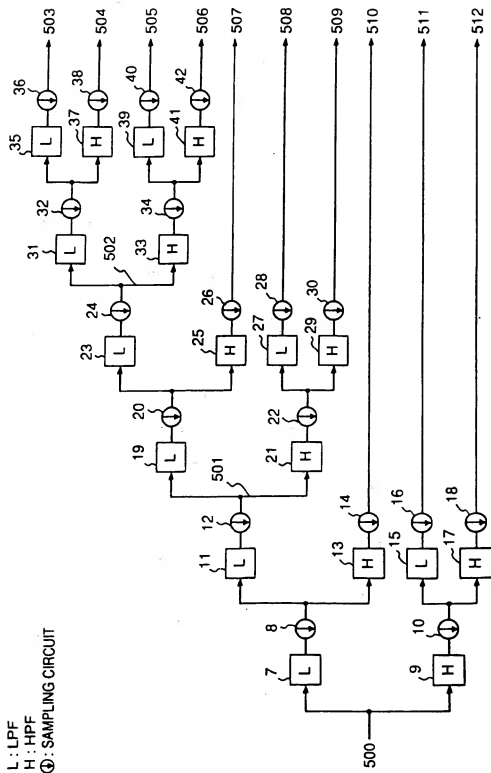 L : LPF
H : HPF
: SAMPLING CIRCUIT
500
7
L
8
9
H
10
11
L
12
13
H
14
15
L
16
17
H
18
501
19
L
20
21
H
22
23
L
24
25
H
26
27
L
28
29
H
30
502
31
L
32
33
H
34
35
L
36
37
H
38
39
L
40
41
H
42
503
504
505
506
507
508
509
510
511
512